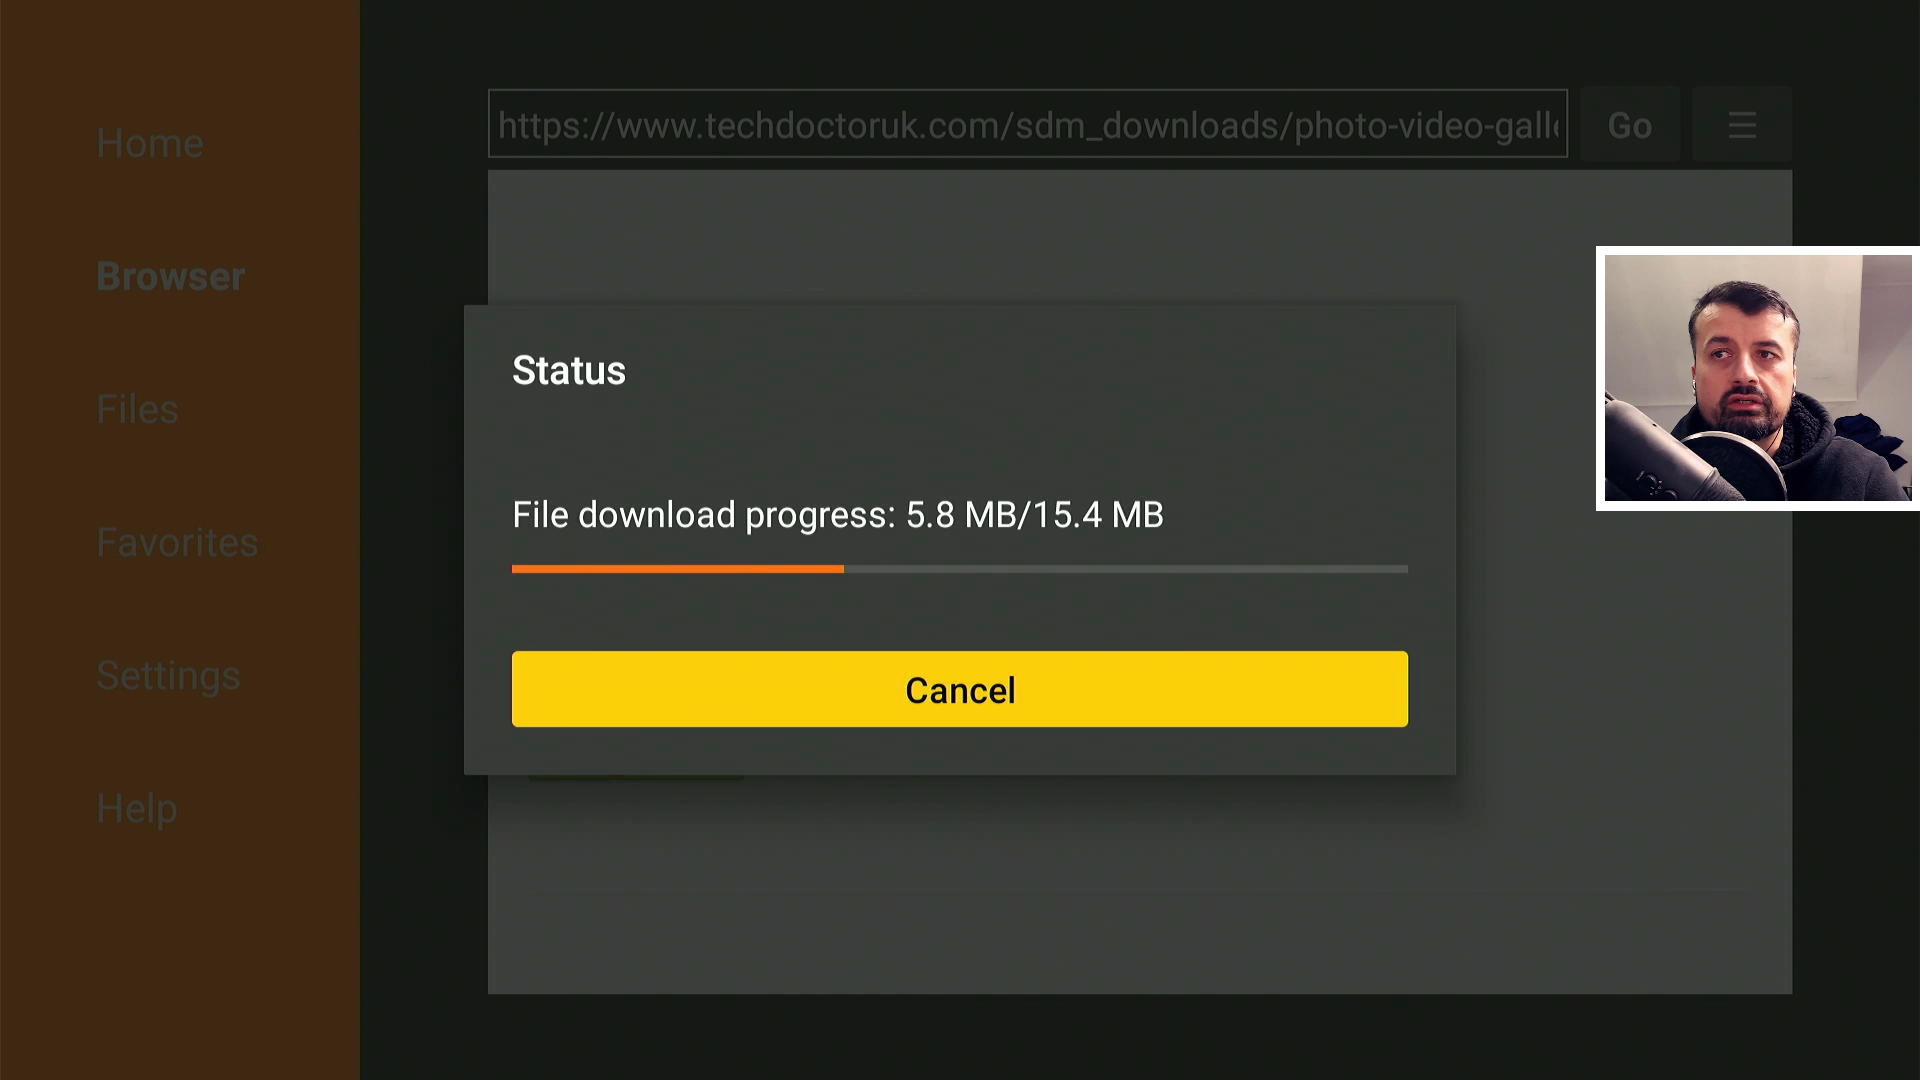 Home
Browser
Files
Favorites
Settings
Help
https://www.techdoctoruk.com/sdm_downloads/photo-video-gall
Go
Status
File download progress: 5.8 MB/15.4 MB
Cancel